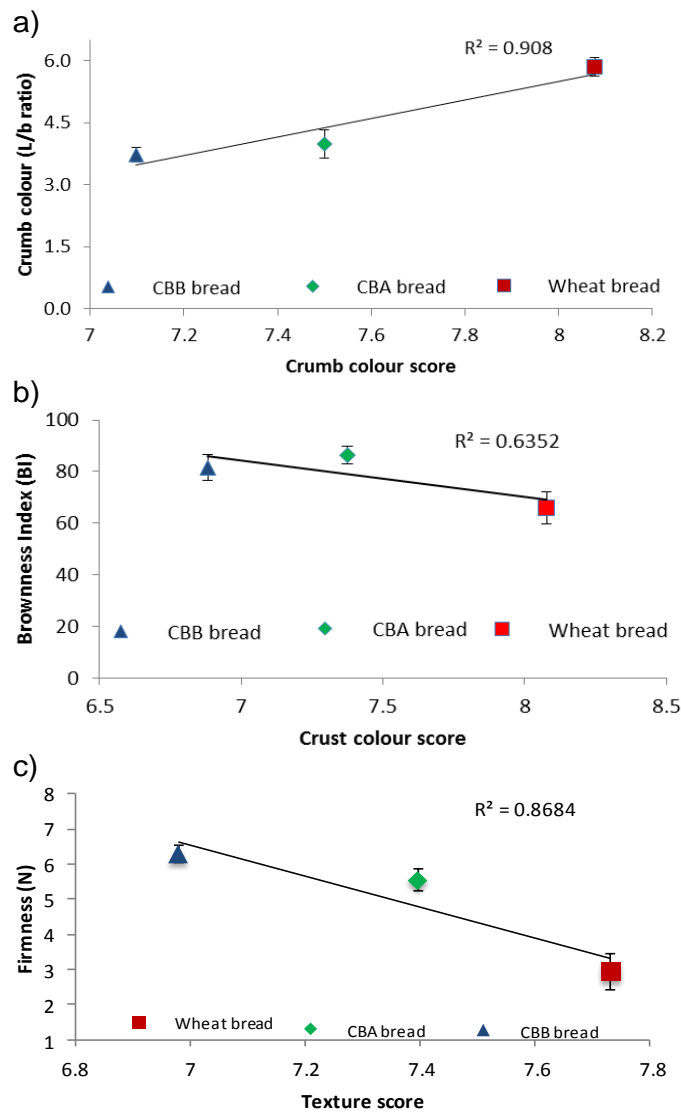 a)
R² = 0.908
6.0
4.5
3.0
1.5
0.0
Crumb colour (L/b ratio)
CBB bread CBA bread Wheat bread
7 7.2 7.4 7.6 7.8 8 8.2
Crumb colour score
b)
R² = 0.6352
100
80
60
40
20
0
Brownness Index (BI)
CBB bread CBA bread Wheat bread
6.5 7 7.5 8 8.5
Crust colour score
c)
R² = 0.8684
8
7
6
5
4
3
2
1
Firmness (N)
Wheat bread CBA bread CBB bread
6.8 7 7.2 7.4 7.6 7.8
Texture score